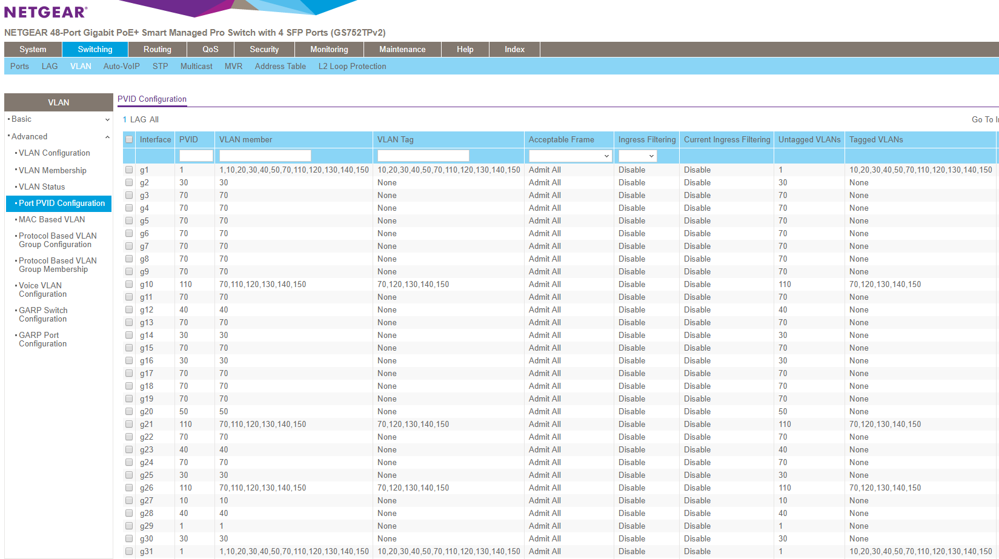 NETGEAR®
NETGEAR 48-Port Gigabit PoE+ Smart Managed Pro Switch with 4 SFP Ports (GS752TPv2)
System Switching Routing QoS Security Monitoring Maintenance Help Index
Ports LAG VLAN Auto-VoIP STP Multicast MVR Address Table L2 Loop Protection
VLAN
Basic
Advanced
VLAN Configuration
VLAN Membership
VLAN Status
Port PVID Configuration
MAC Based VLAN
Protocol Based VLAN
Group Configuration
Protocol Based VLAN
Group Membership
Voice VLAN
Configuration
GARP Switch
Configuration
GARP Port
Configuration
PVID Configuration
1 LAG All
Go To
Interface PVID VLAN member VLAN Tag Acceptable Frame Ingress Filtering Current Ingress Filtering Untagged VLANs Tagged VLANs
g1 1 1,10,20,30,40,50,70,110,120,130,140,150 10,20,30,40,50,70,110,120,130,140,150 Admit All Disable Disable 1 10,20,30,40,50,70,110,120,130,140,150
g2 30 30 None Admit All Disable Disable 30 None
g3 70 70 None Admit All Disable Disable 70 None
g4 70 70 None Admit All Disable Disable 70 None
g5 70 70 None Admit All Disable Disable 70 None
g6 70 70 None Admit All Disable Disable 70 None
g7 70 70 None Admit All Disable Disable 70 None
g8 70 70 None Admit All Disable Disable 70 None
g9 70 70 None Admit All Disable Disable 70 None
g10 110 70,110,120,130,140,150 70,120,130,140,150 Admit All Disable Disable 110 70,120,130,140,150
g11 70 70 None Admit All Disable Disable 70 None
g12 40 40 None Admit All Disable Disable 40 None
g13 70 70 None Admit All Disable Disable 70 None
g14 30 30 None Admit All Disable Disable 30 None
g15 70 70 None Admit All Disable Disable 70 None
g16 30 30 None Admit All Disable Disable 30 None
g17 70 70 None Admit All Disable Disable 70 None
g18 70 70 None Admit All Disable Disable 70 None
g19 70 70 None Admit All Disable Disable 70 None
g20 50 50 None Admit All Disable Disable 50 None
g21 110 70,110,120,130,140,150 70,120,130,140,150 Admit All Disable Disable 110 70,120,130,140,150
g22 70 70 None Admit All Disable Disable 70 None
g23 40 40 None Admit All Disable Disable 40 None
g24 70 70 None Admit All Disable Disable 70 None
g25 30 30 None Admit All Disable Disable 30 None
g26 110 70,110,120,130,140,150 70,120,130,140,150 Admit All Disable Disable 110 70,120,130,140,150
g27 10 10 None Admit All Disable Disable 10 None
g28 40 40 None Admit All Disable Disable 40 None
g29 1 1 None Admit All Disable Disable 1 None
g30 30 30 None Admit All Disable Disable 30 None
g31 1 1,10,20,30,40,50,70,110,120,130,140,150 10,20,30,40,50,70,110,120,130,140,150 Admit All Disable Disable 1 10,20,30,40,50,70,110,120,130,140,150